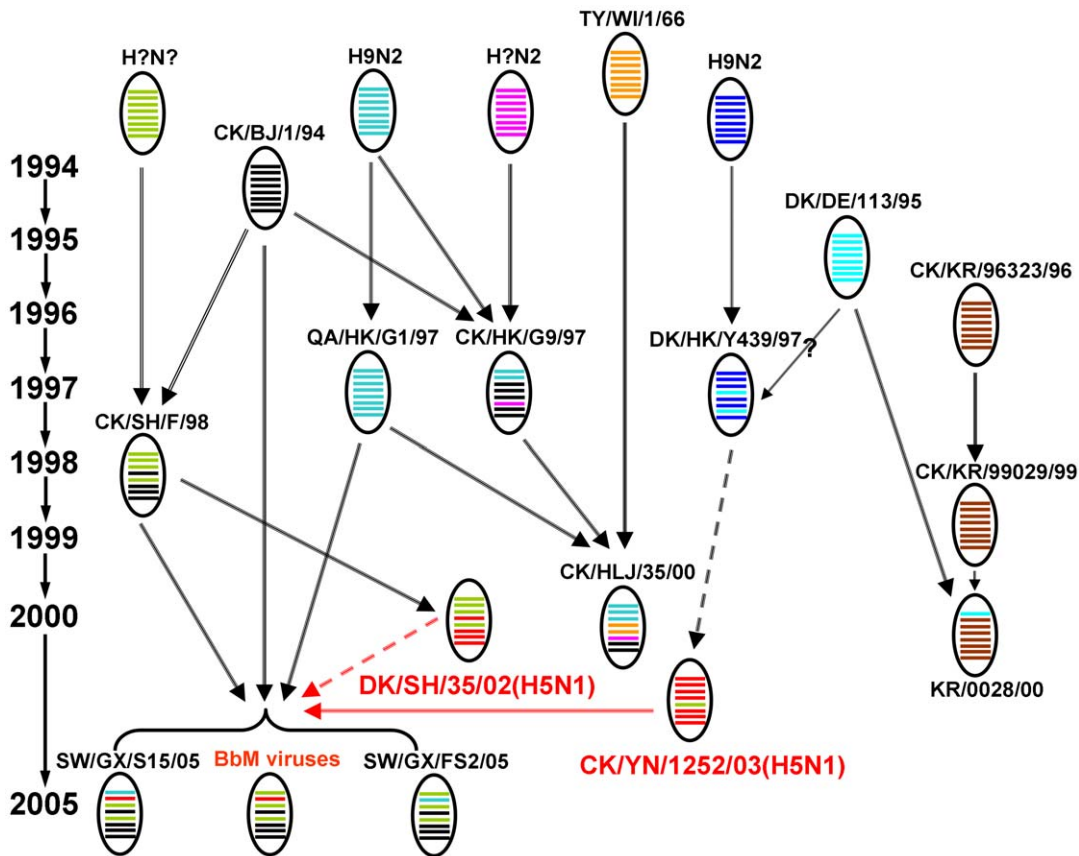 TY/WI/1/66
H?N?
H9N2
H?N2
H9N2
CK/BJ/1/94
1994
DK/DE/113/95
1995
CK/KR/96323/96
1996
QA/HK/G1/97
CK/HK/G9/97
DK/HK/Y439/97
?
1997
CK/SH/F/98
1998
CK/KR/99029/99
1999
CK/HLJ/35/00
2000
DK/SH/35/02(H5N1)
KR/0028/00
SW/GX/S15/05
BbM viruses
SW/GX/FS2/05
CK/YN/1252/03(H5N1)
2005